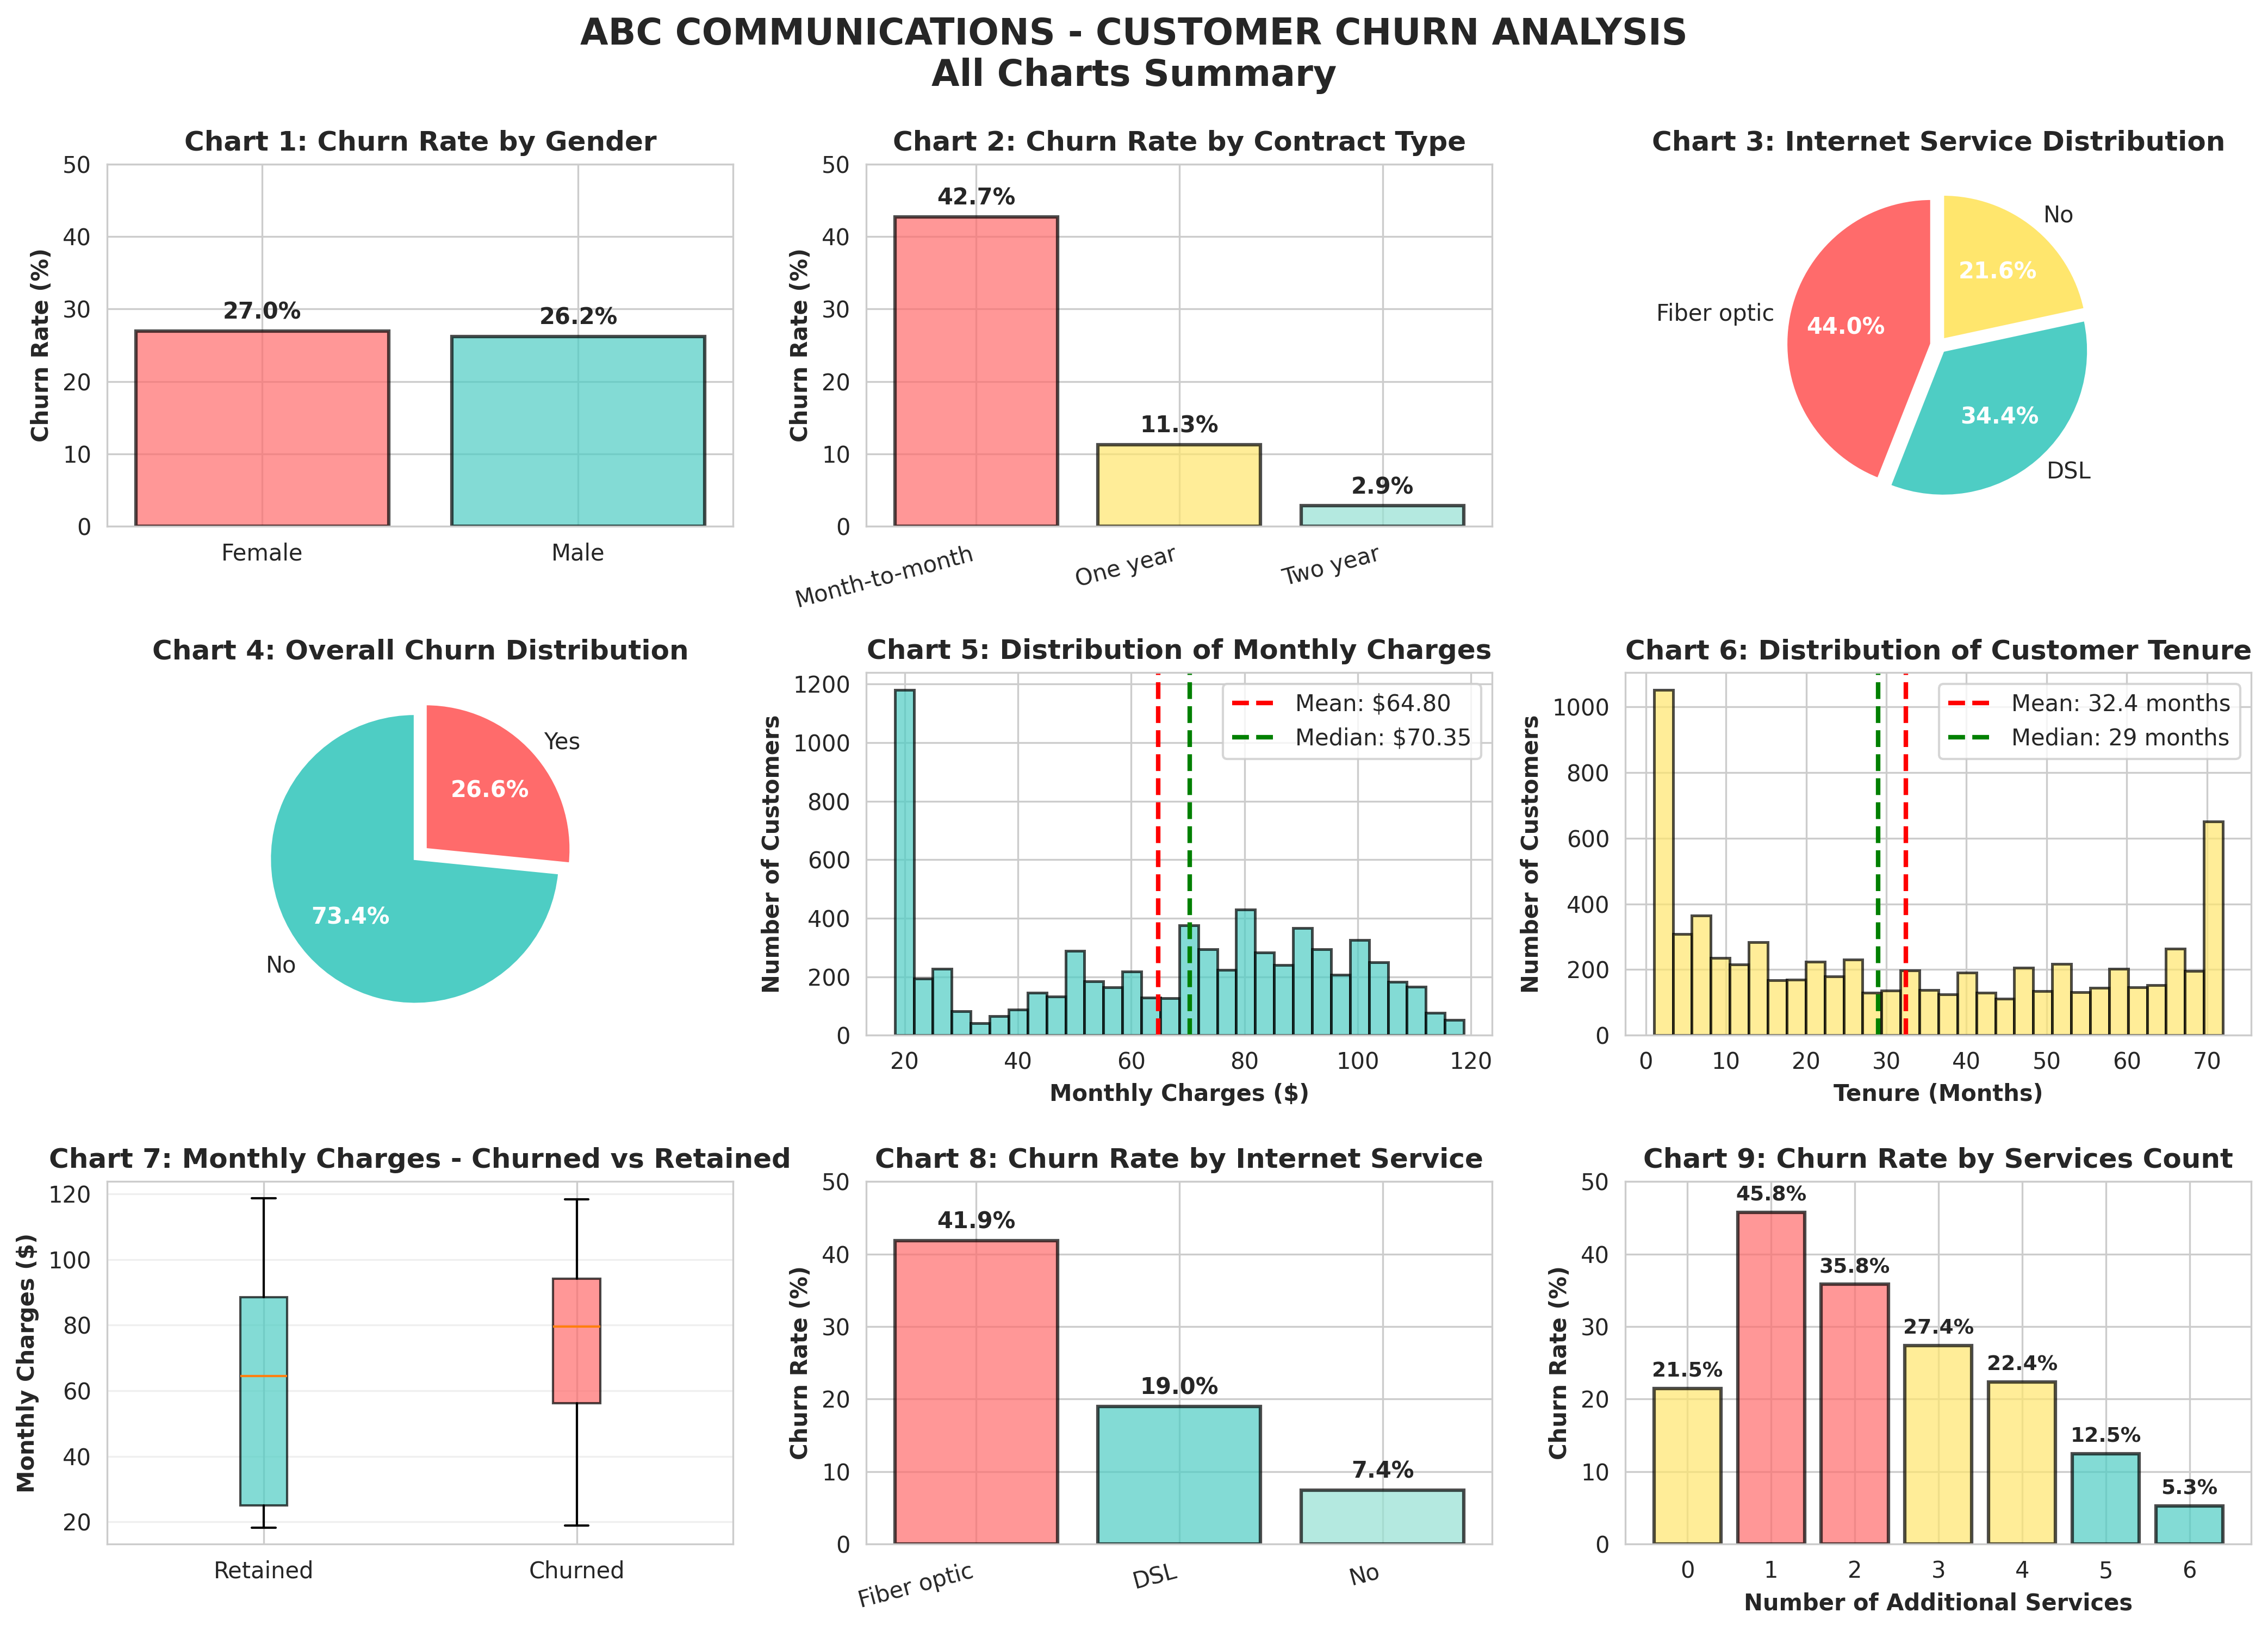 ABC COMMUNICATIONS - CUSTOMER CHURN ANALYSIS
All Charts Summary
Chart 1: Churn Rate by Gender
Churn Rate (%)
50
40
30
20
10
0
27.0%
26.2%
Female
Male
Chart 2: Churn Rate by Contract Type
Churn Rate (%)
50
40
30
20
10
0
42.7%
11.3%
2.9%
Month-to-month
One year
Two year
Chart 3: Internet Service Distribution
No
21.6%
Fiber optic
44.0%
34.4%
DSL
Chart 4: Overall Churn Distribution
Yes
26.6%
73.4%
No
Chart 5: Distribution of Monthly Charges
Number of Customers
1200
1000
800
600
400
200
0
Mean: $64.80
Median: $70.35
20
40
60
80
100
120
Monthly Charges ($)
Chart 6: Distribution of Customer Tenure
Number of Customers
1000
800
600
400
200
0
Mean: 32.4 months
Median: 29 months
0
10
20
30
40
50
60
70
Tenure (Months)
Chart 7: Monthly Charges - Churned vs Retained
Monthly Charges ($)
120
100
80
60
40
20
Retained
Churned
Chart 8: Churn Rate by Internet Service
Churn Rate (%)
50
40
30
20
10
0
41.9%
19.0%
7.4%
Fiber optic
DSL
No
Chart 9: Churn Rate by Services Count
Churn Rate (%)
50
40
30
20
10
0
21.5%
45.8%
35.8%
27.4%
22.4%
12.5%
5.3%
0
1
2
3
4
5
6
Number of Additional Services